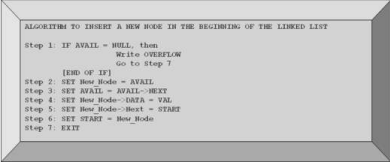 ALGORITHM TO INSERT A NEW NODE IN THE BEGINNING OF THE LINKED LIST
Step 1: IF AVAIL = NULL, then
Write OVERFLOW
Go to Step 7
[END OF IF]
Step 2: SET New_Node = AVAIL
Step 3: SET AVAIL = AVAIL->NEXT
Step 4: SET New_Node->DATA = VAL
Step 5: SET New_Node->Next = START
Step 6: SET START = New_Node
Step 7: EXIT